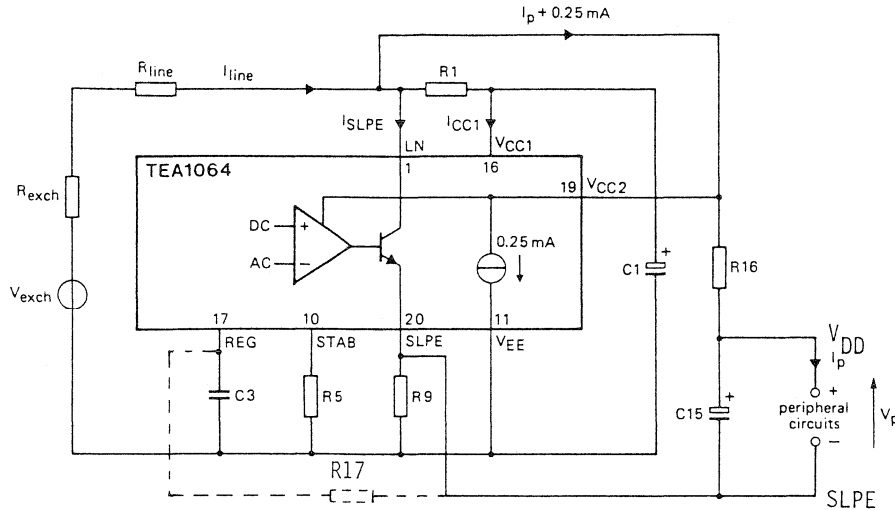 Ip + 0.25 mA
Rline
Iline
R1
ISLPE
ICC1
LN
VCC1
1
16
TEA1064
19
VCC2
Rexch
DC
+
AC
−
0.25 mA
C1
+
R16
Vexch
17
10
20
11
REG
STAB
SLPE
VEE
VDD
Ip
C3
R5
R9
C15
+
+
peripheral
circuits
−
Vp
R17
SLPE